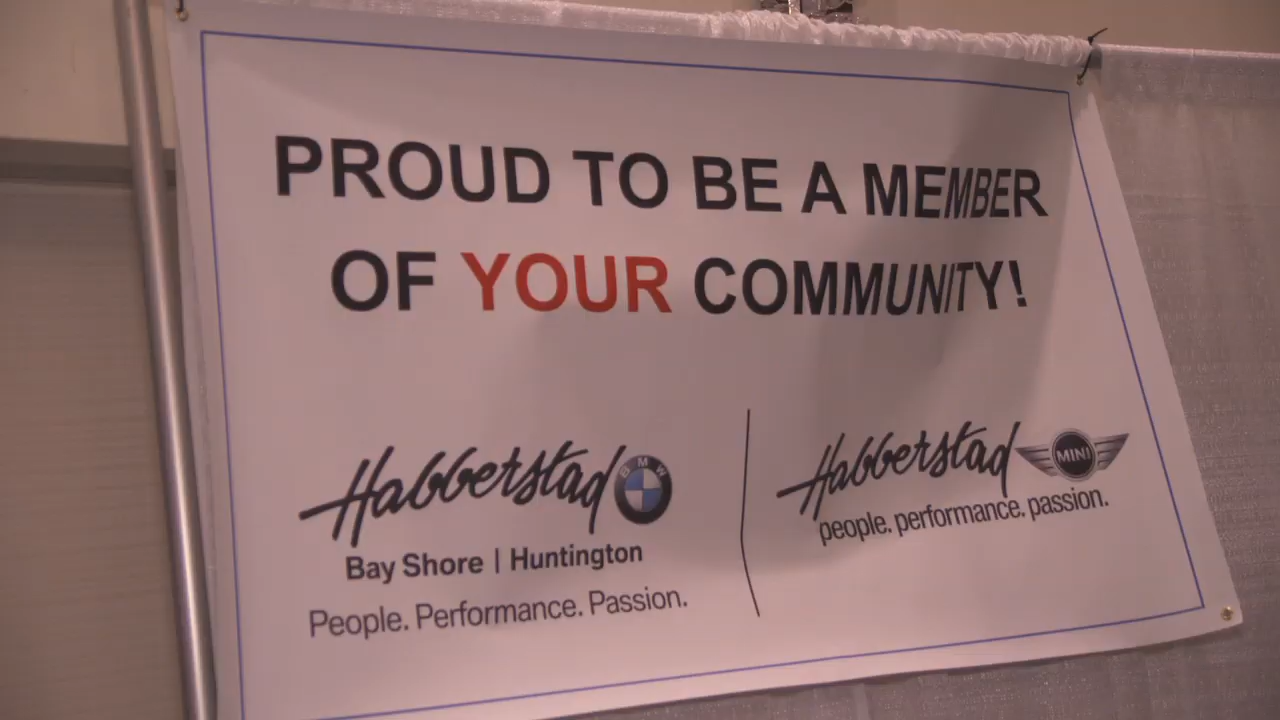 PROUD TO BE A MEMBER
OF YOUR COMMUNITY!
Habberstad BMW
Bay Shore | Huntington
People. Performance. Passion.
Habberstad MINI
people. performance. passion.